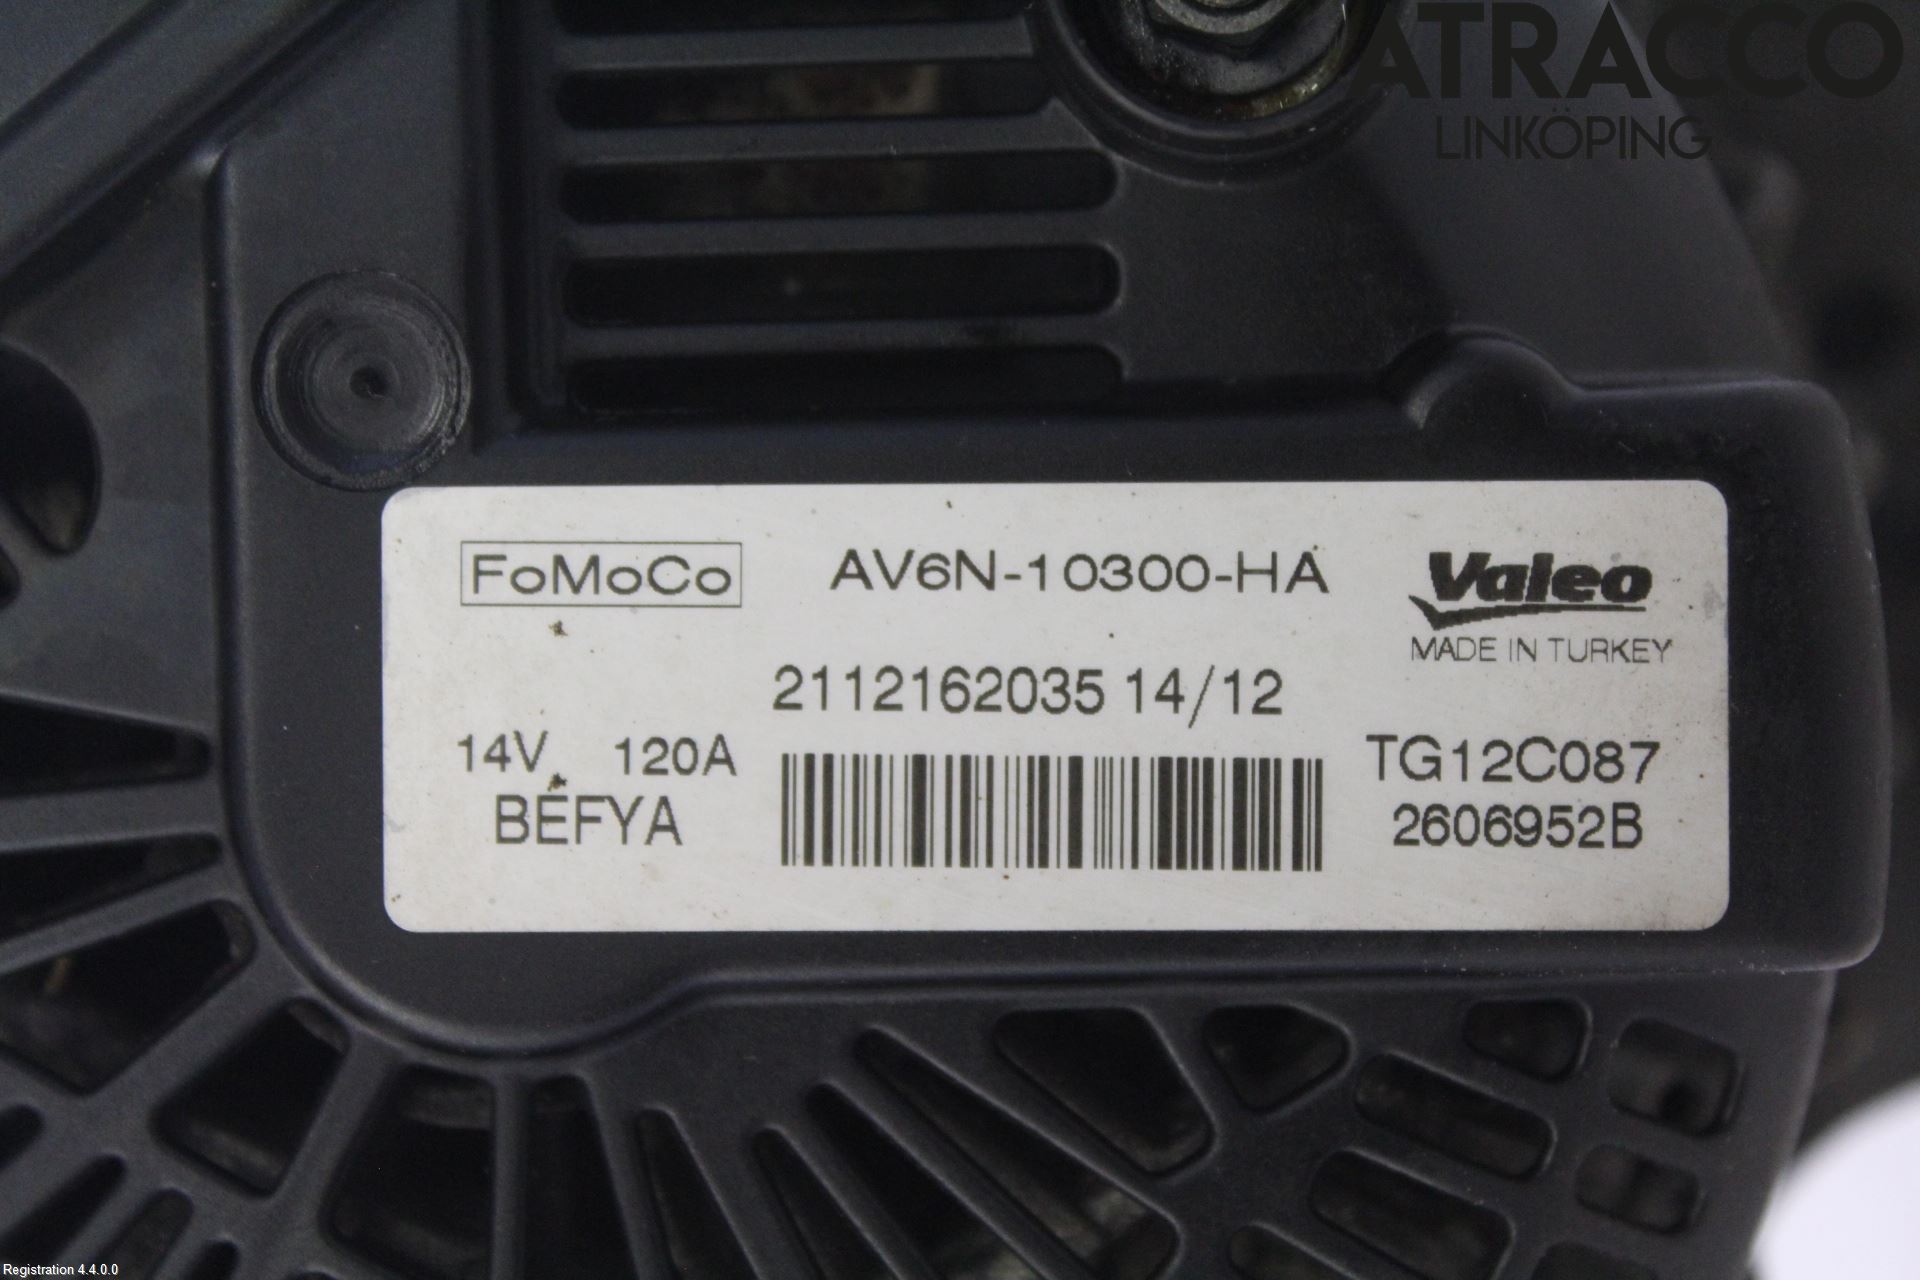 ATRACCO
LINKÖPING
FoMoCo
AV6N-10300-HA
Valeo
MADE IN TURKEY
2112162035 14/12
14V 120A
BEFYA
TG12C087
2606952B
Registration 4.4.0.0